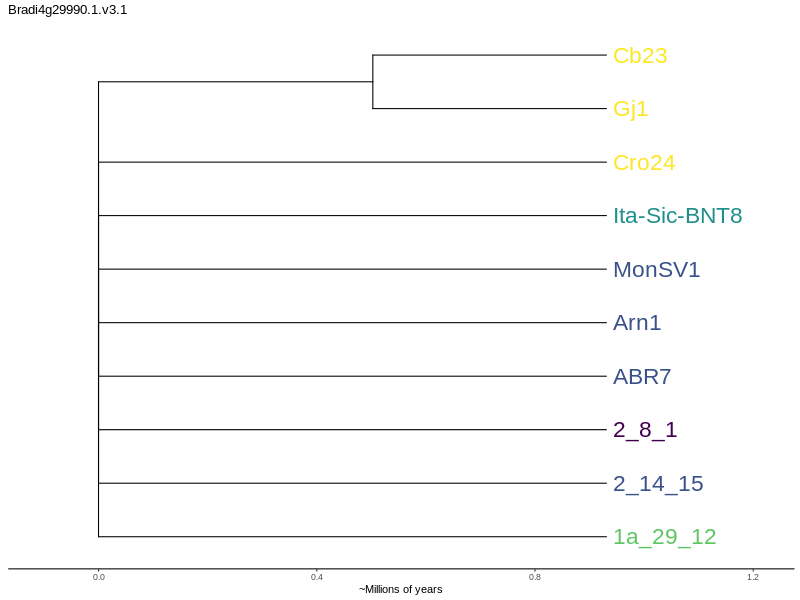 Bradi4g29990.1.v3.1
Cb23
Gj1
Cro24
Ita-Sic-BNT8
MonSV1
Arn1
ABR7
2_8_1
2_14_15
1a_29_12
0.0 0.4 0.8 1.2
~Millions of years